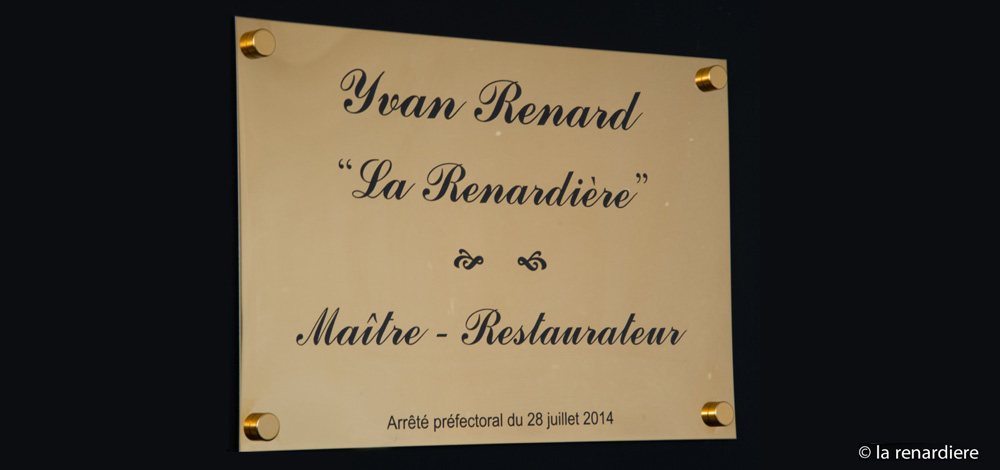 Yvan Renard
“La Renardière”
Maître - Restaurateur
Arrêté préfectoral du 28 juillet 2014
© la renardiere